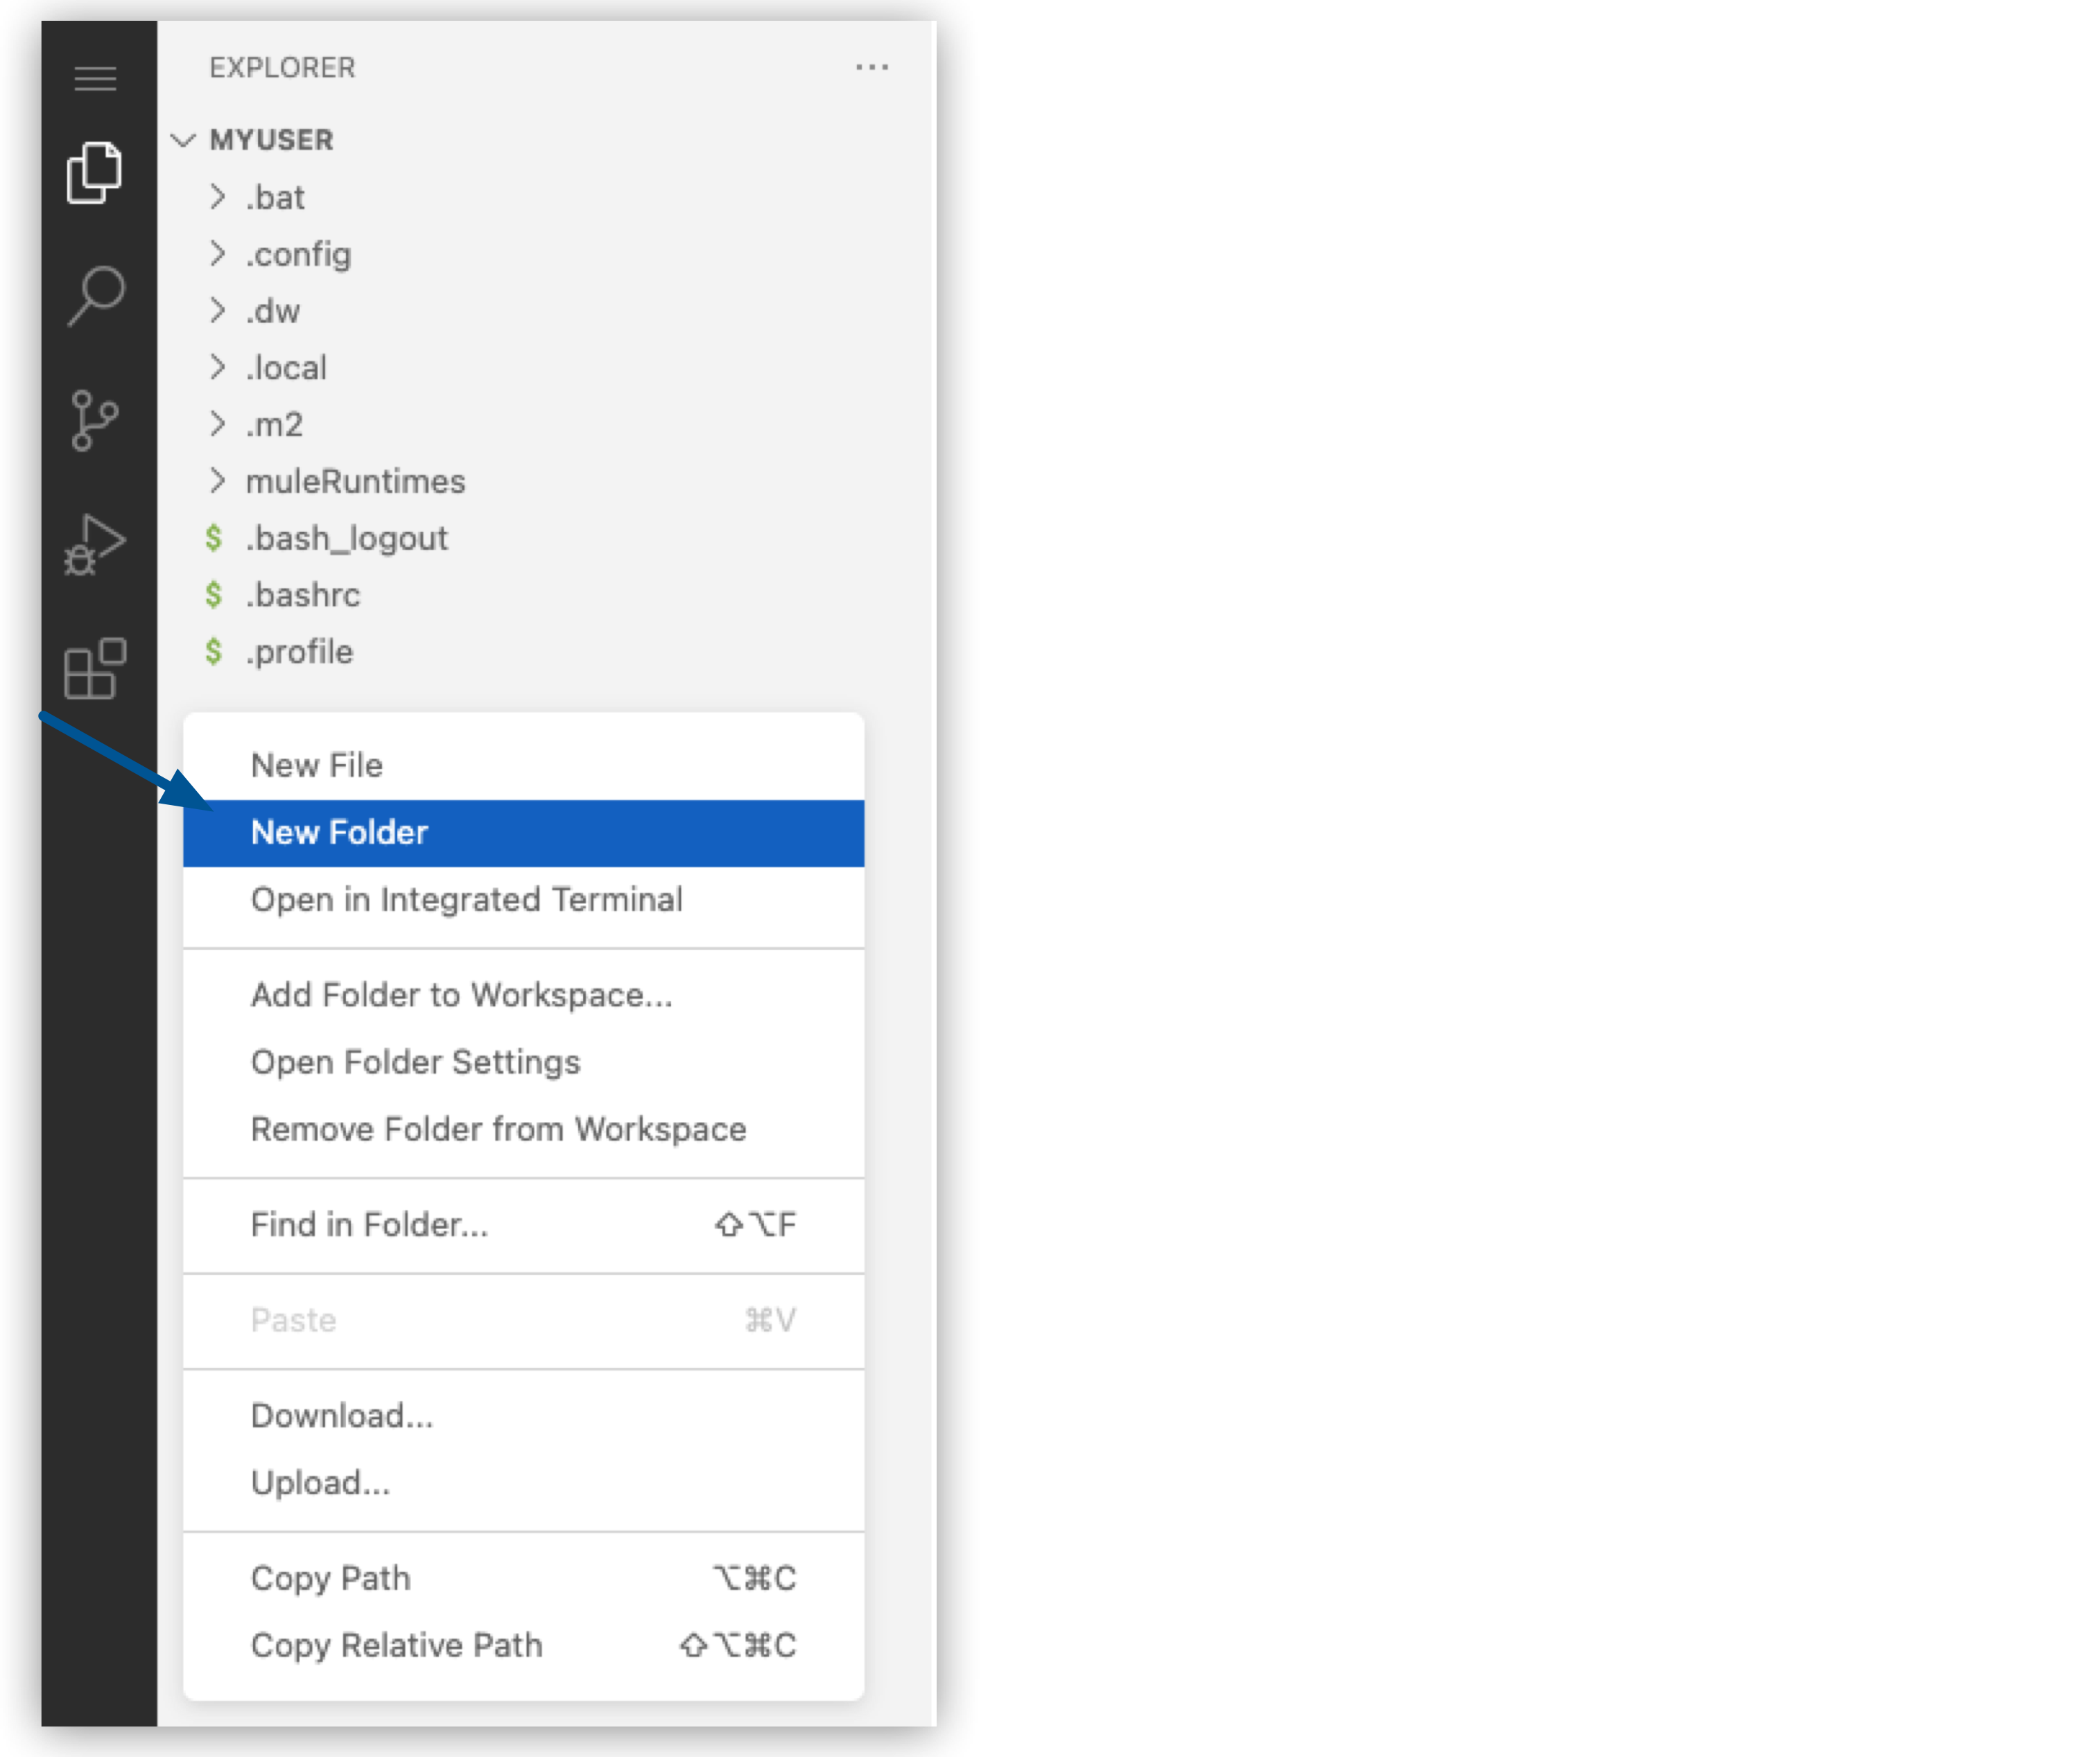 EXPLORER
MYUSER
.bat
.config
.dw
.local
.m2
muleRuntimes
$ .bash_logout
$ .bashrc
$ .profile
New File
New Folder
Open in Integrated Terminal
Add Folder to Workspace...
Open Folder Settings
Remove Folder from Workspace
Find in Folder... ⇧⌥F
Paste ⌘V
Download...
Upload...
Copy Path ⌥⌘C
Copy Relative Path ⇧⌥⌘C